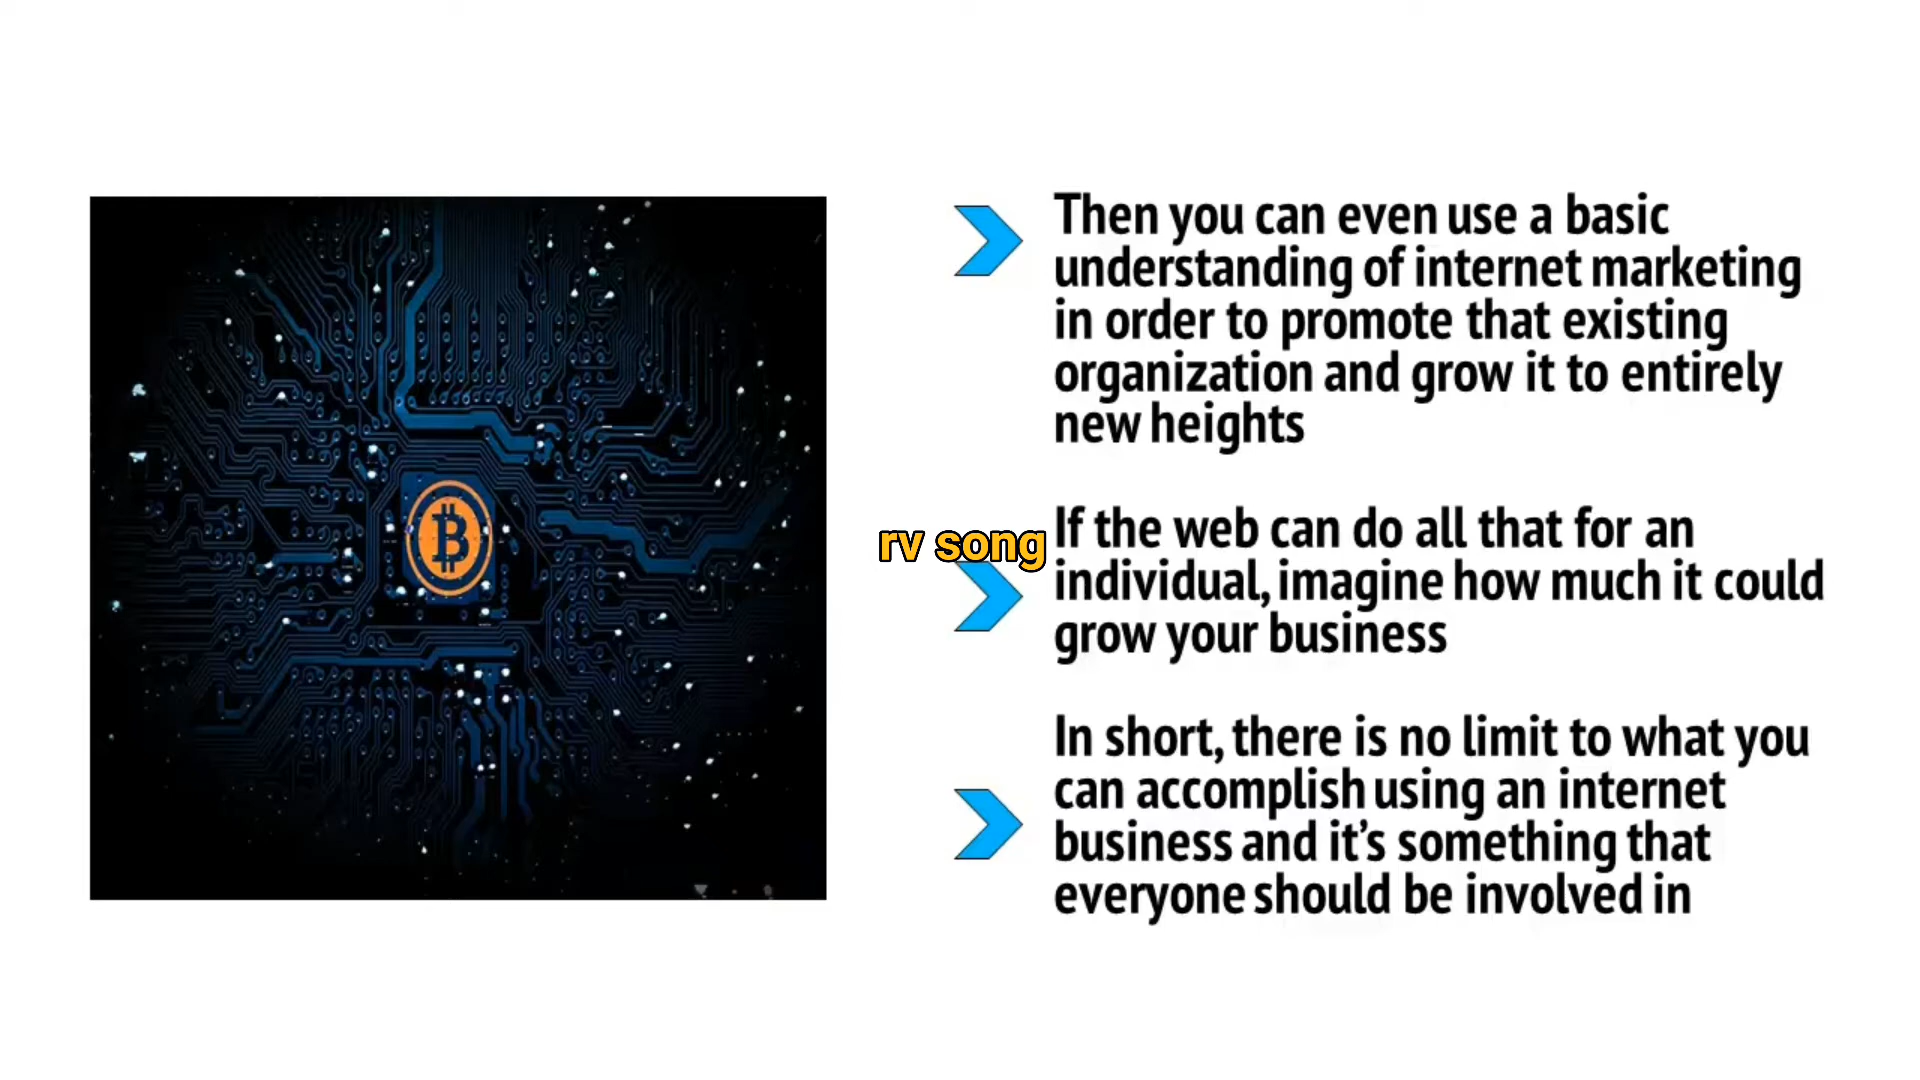 Then you can even use a basic
understanding of internet marketing
in order to promote that existing
organization and grow it to entirely
new heights
rv song
If the web can do all that for an
individual, imagine how much it could
grow your business
In short, there is no limit to what you
can accomplish using an internet
business and it’s something that
everyone should be involved in